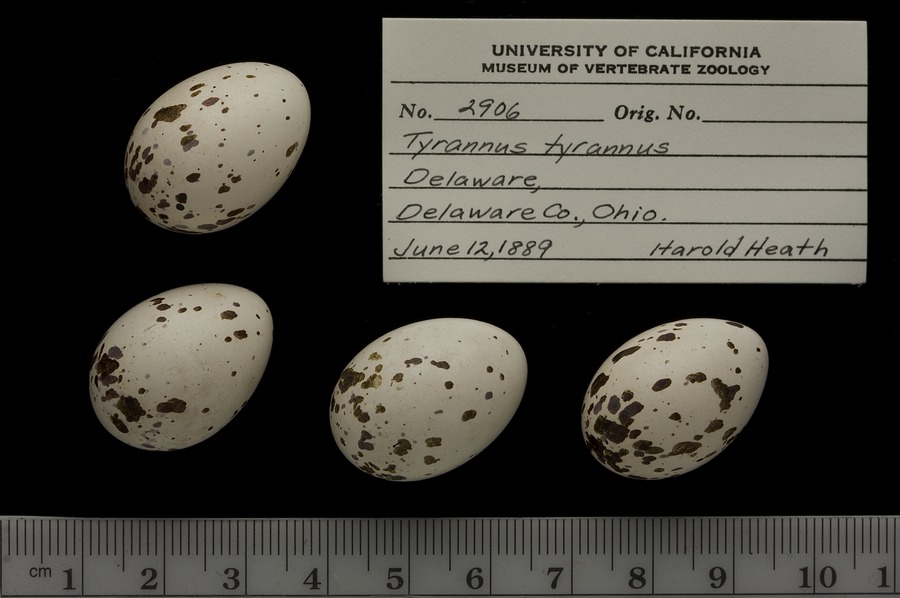 UNIVERSITY OF CALIFORNIA
MUSEUM OF VERTEBRATE ZOOLOGY
No. 2906 Orig. No.
Tyrannus tyrannus
Delaware,
Delaware Co., Ohio.
June 12, 1889 Harold Heath
cm 1 2 3 4 5 6 7 8 9 10 1